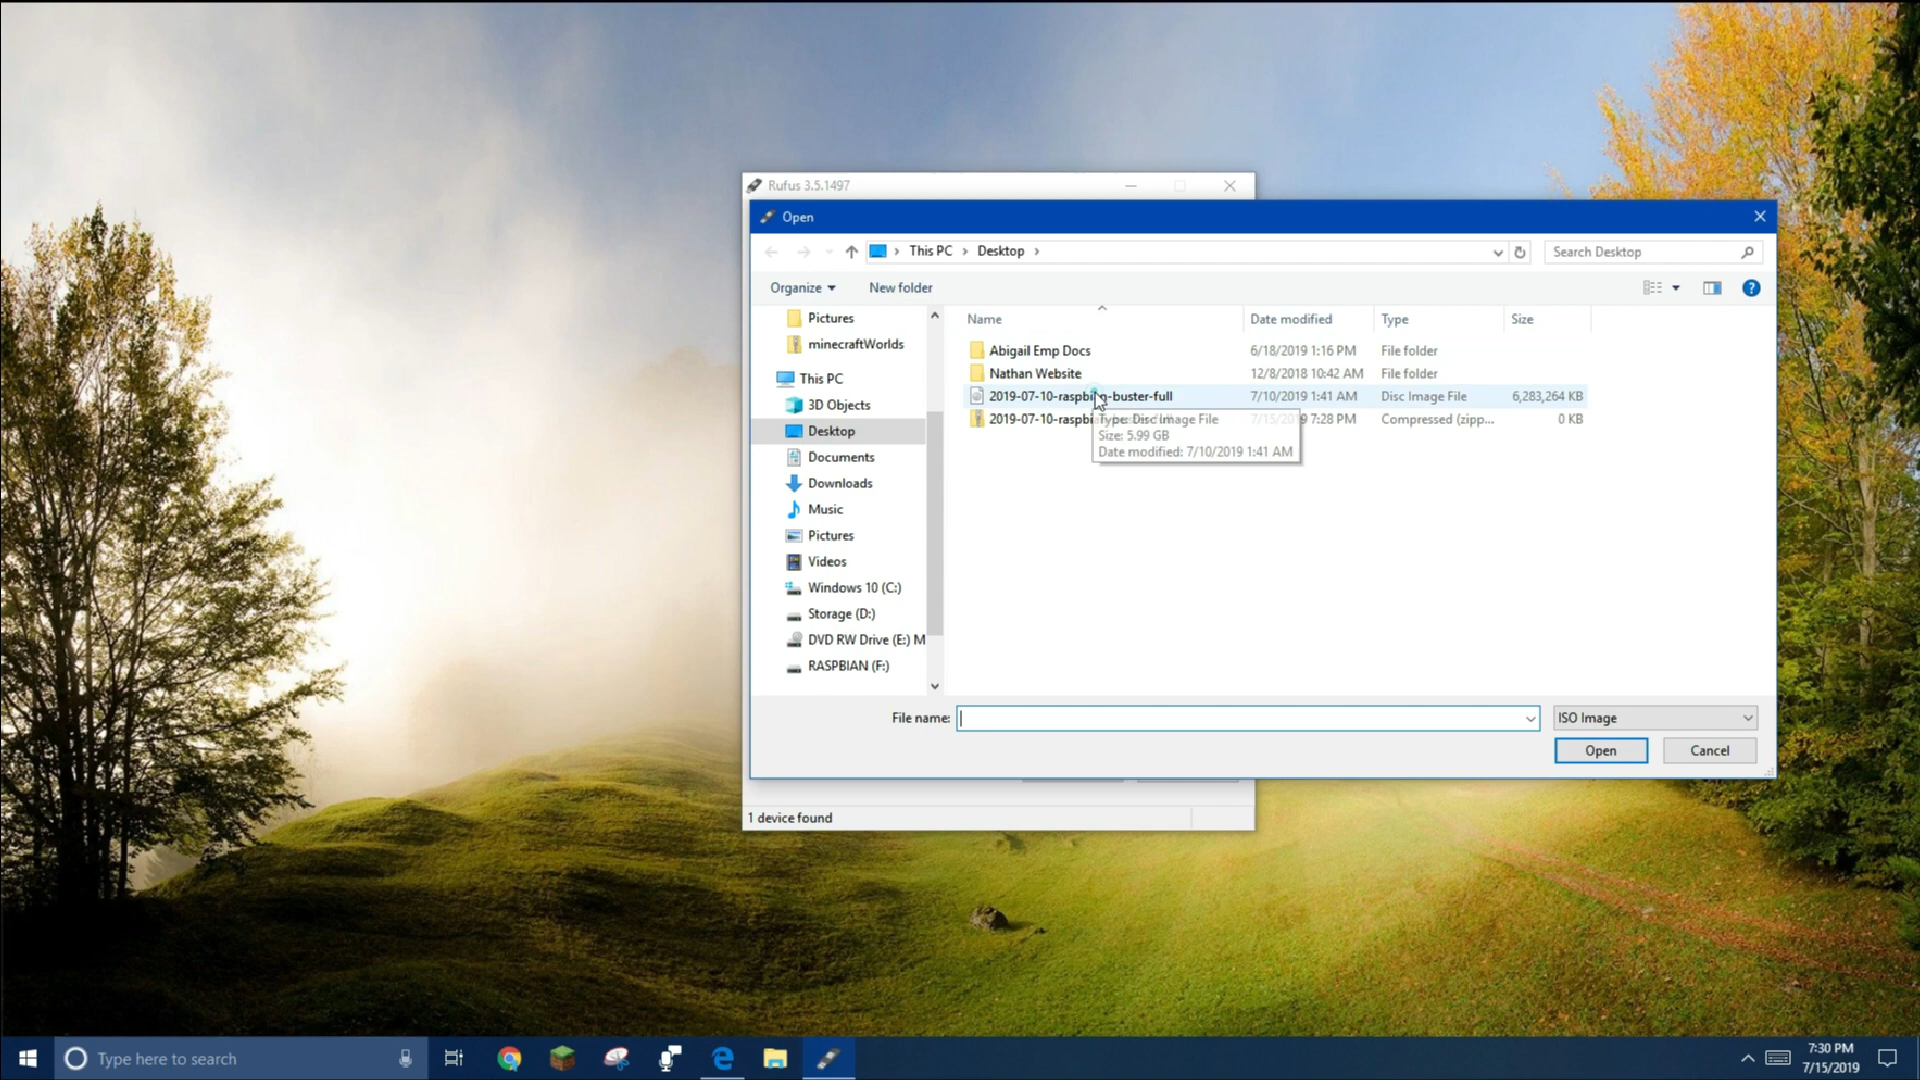 Rufus 3.5.1497
Open
This PC
Desktop
Search Desktop
Organize
New folder
Pictures
minecraftWorlds
This PC
3D Objects
Desktop
Documents
Downloads
Music
Pictures
Videos
Windows 10 (C:)
Storage (D:)
DVD RW Drive (E:) M
RASPBIAN (F:)
Name Date modified Type Size
Abigail Emp Docs 6/18/2019 1:16 PM File folder
Nathan Website 12/8/2018 10:42 AM File folder
2019-07-10-raspbian-buster-full 7/10/2019 1:41 AM Disc Image File 6,283,264 KB
2019-07-10-raspbi 7/15/2019 7:28 PM Compressed (zipp... 0 KB
Type: Disc Image File
Size: 5.99 GB
Date modified: 7/10/2019 1:41 AM
File name:
ISO Image
Open
Cancel
1 device found
Type here to search
7:30 PM
7/15/2019